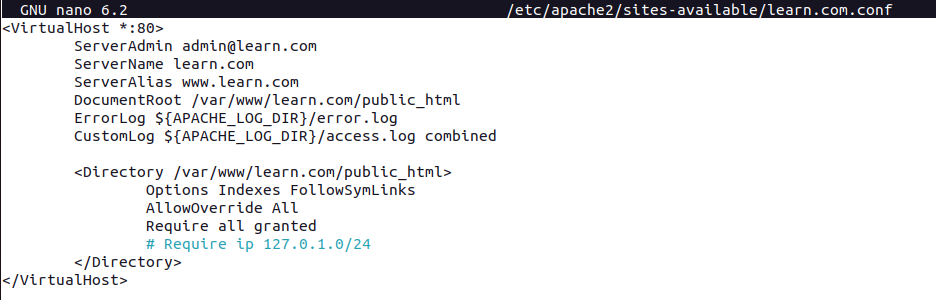 GNU nano 6.2 /etc/apache2/sites-available/learn.com.conf
<VirtualHost *:80>
ServerAdmin admin@learn.com
ServerName learn.com
ServerAlias www.learn.com
DocumentRoot /var/www/learn.com/public_html
ErrorLog ${APACHE_LOG_DIR}/error.log
CustomLog ${APACHE_LOG_DIR}/access.log combined
<Directory /var/www/learn.com/public_html>
Options Indexes FollowSymLinks
AllowOverride All
Require all granted
# Require ip 127.0.1.0/24
</Directory>
</VirtualHost>